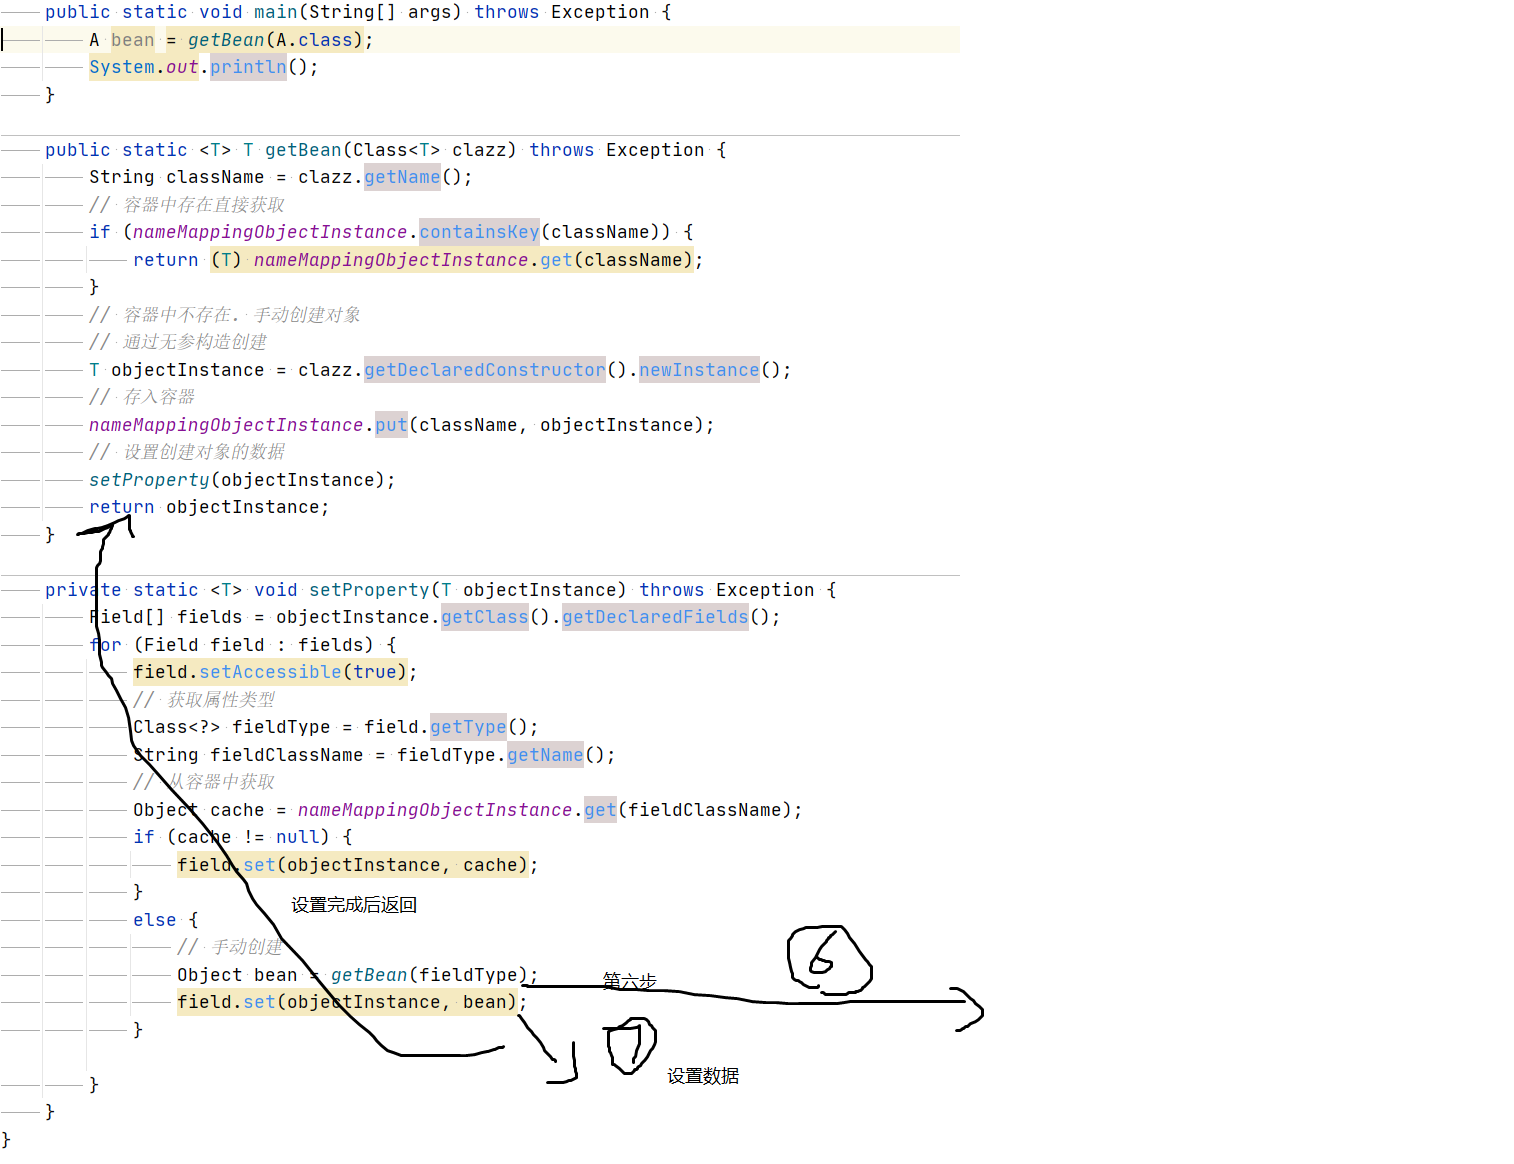 public static void main(String[] args) throws Exception {
A bean = getBean(A.class);
System.out.println();
}
public static <T> T getBean(Class<T> clazz) throws Exception {
String className = clazz.getName();
// 容器中存在直接获取
if (nameMappingObjectInstance.containsKey(className)) {
return (T) nameMappingObjectInstance.get(className);
}
// 容器中不存在. 手动创建对象
// 通过无参构造创建
T objectInstance = clazz.getDeclaredConstructor().newInstance();
// 存入容器
nameMappingObjectInstance.put(className, objectInstance);
// 设置创建对象的数据
setProperty(objectInstance);
return objectInstance;
}
private static <T> void setProperty(T objectInstance) throws Exception {
Field[] fields = objectInstance.getClass().getDeclaredFields();
for (Field field : fields) {
field.setAccessible(true);
// 获取属性类型
Class<?> fieldType = field.getType();
String fieldClassName = fieldType.getName();
// 从容器中获取
Object cache = nameMappingObjectInstance.get(fieldClassName);
if (cache != null) {
field.set(objectInstance, cache);
}
设置完成后返回
else {
// 手动创建
Object bean = getBean(fieldType);
第六步
6
field.set(objectInstance, bean);
}
7
设置数据
}
}
}